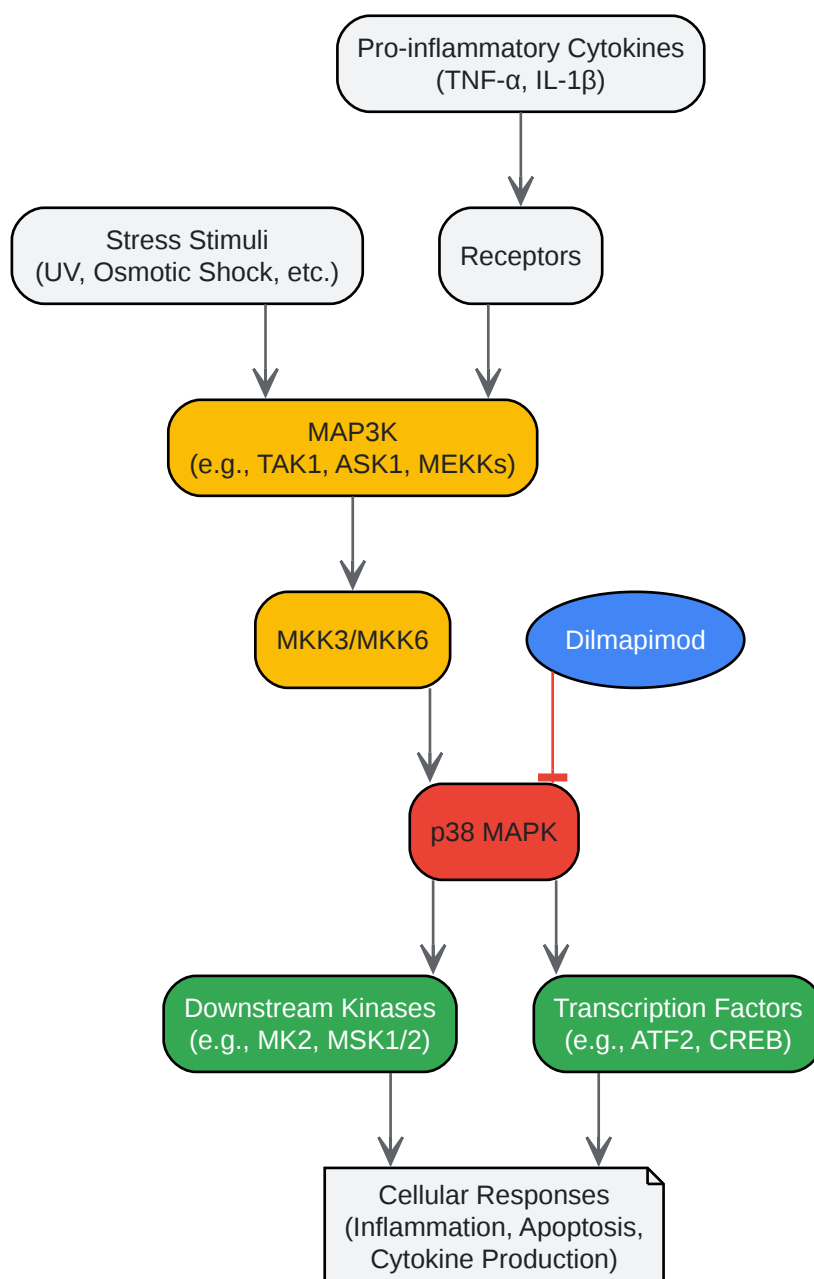 Pro-inflammatory Cytokines
(TNF-α, IL-1β)
Stress Stimuli
(UV, Osmotic Shock, etc.)
Receptors
MAP3K
(e.g., TAK1, ASK1, MEKKs)
MKK3/MKK6
Dilmapimod
p38 MAPK
Downstream Kinases
(e.g., MK2, MSK1/2)
Transcription Factors
(e.g., ATF2, CREB)
Cellular Responses
(Inflammation, Apoptosis,
Cytokine Production)